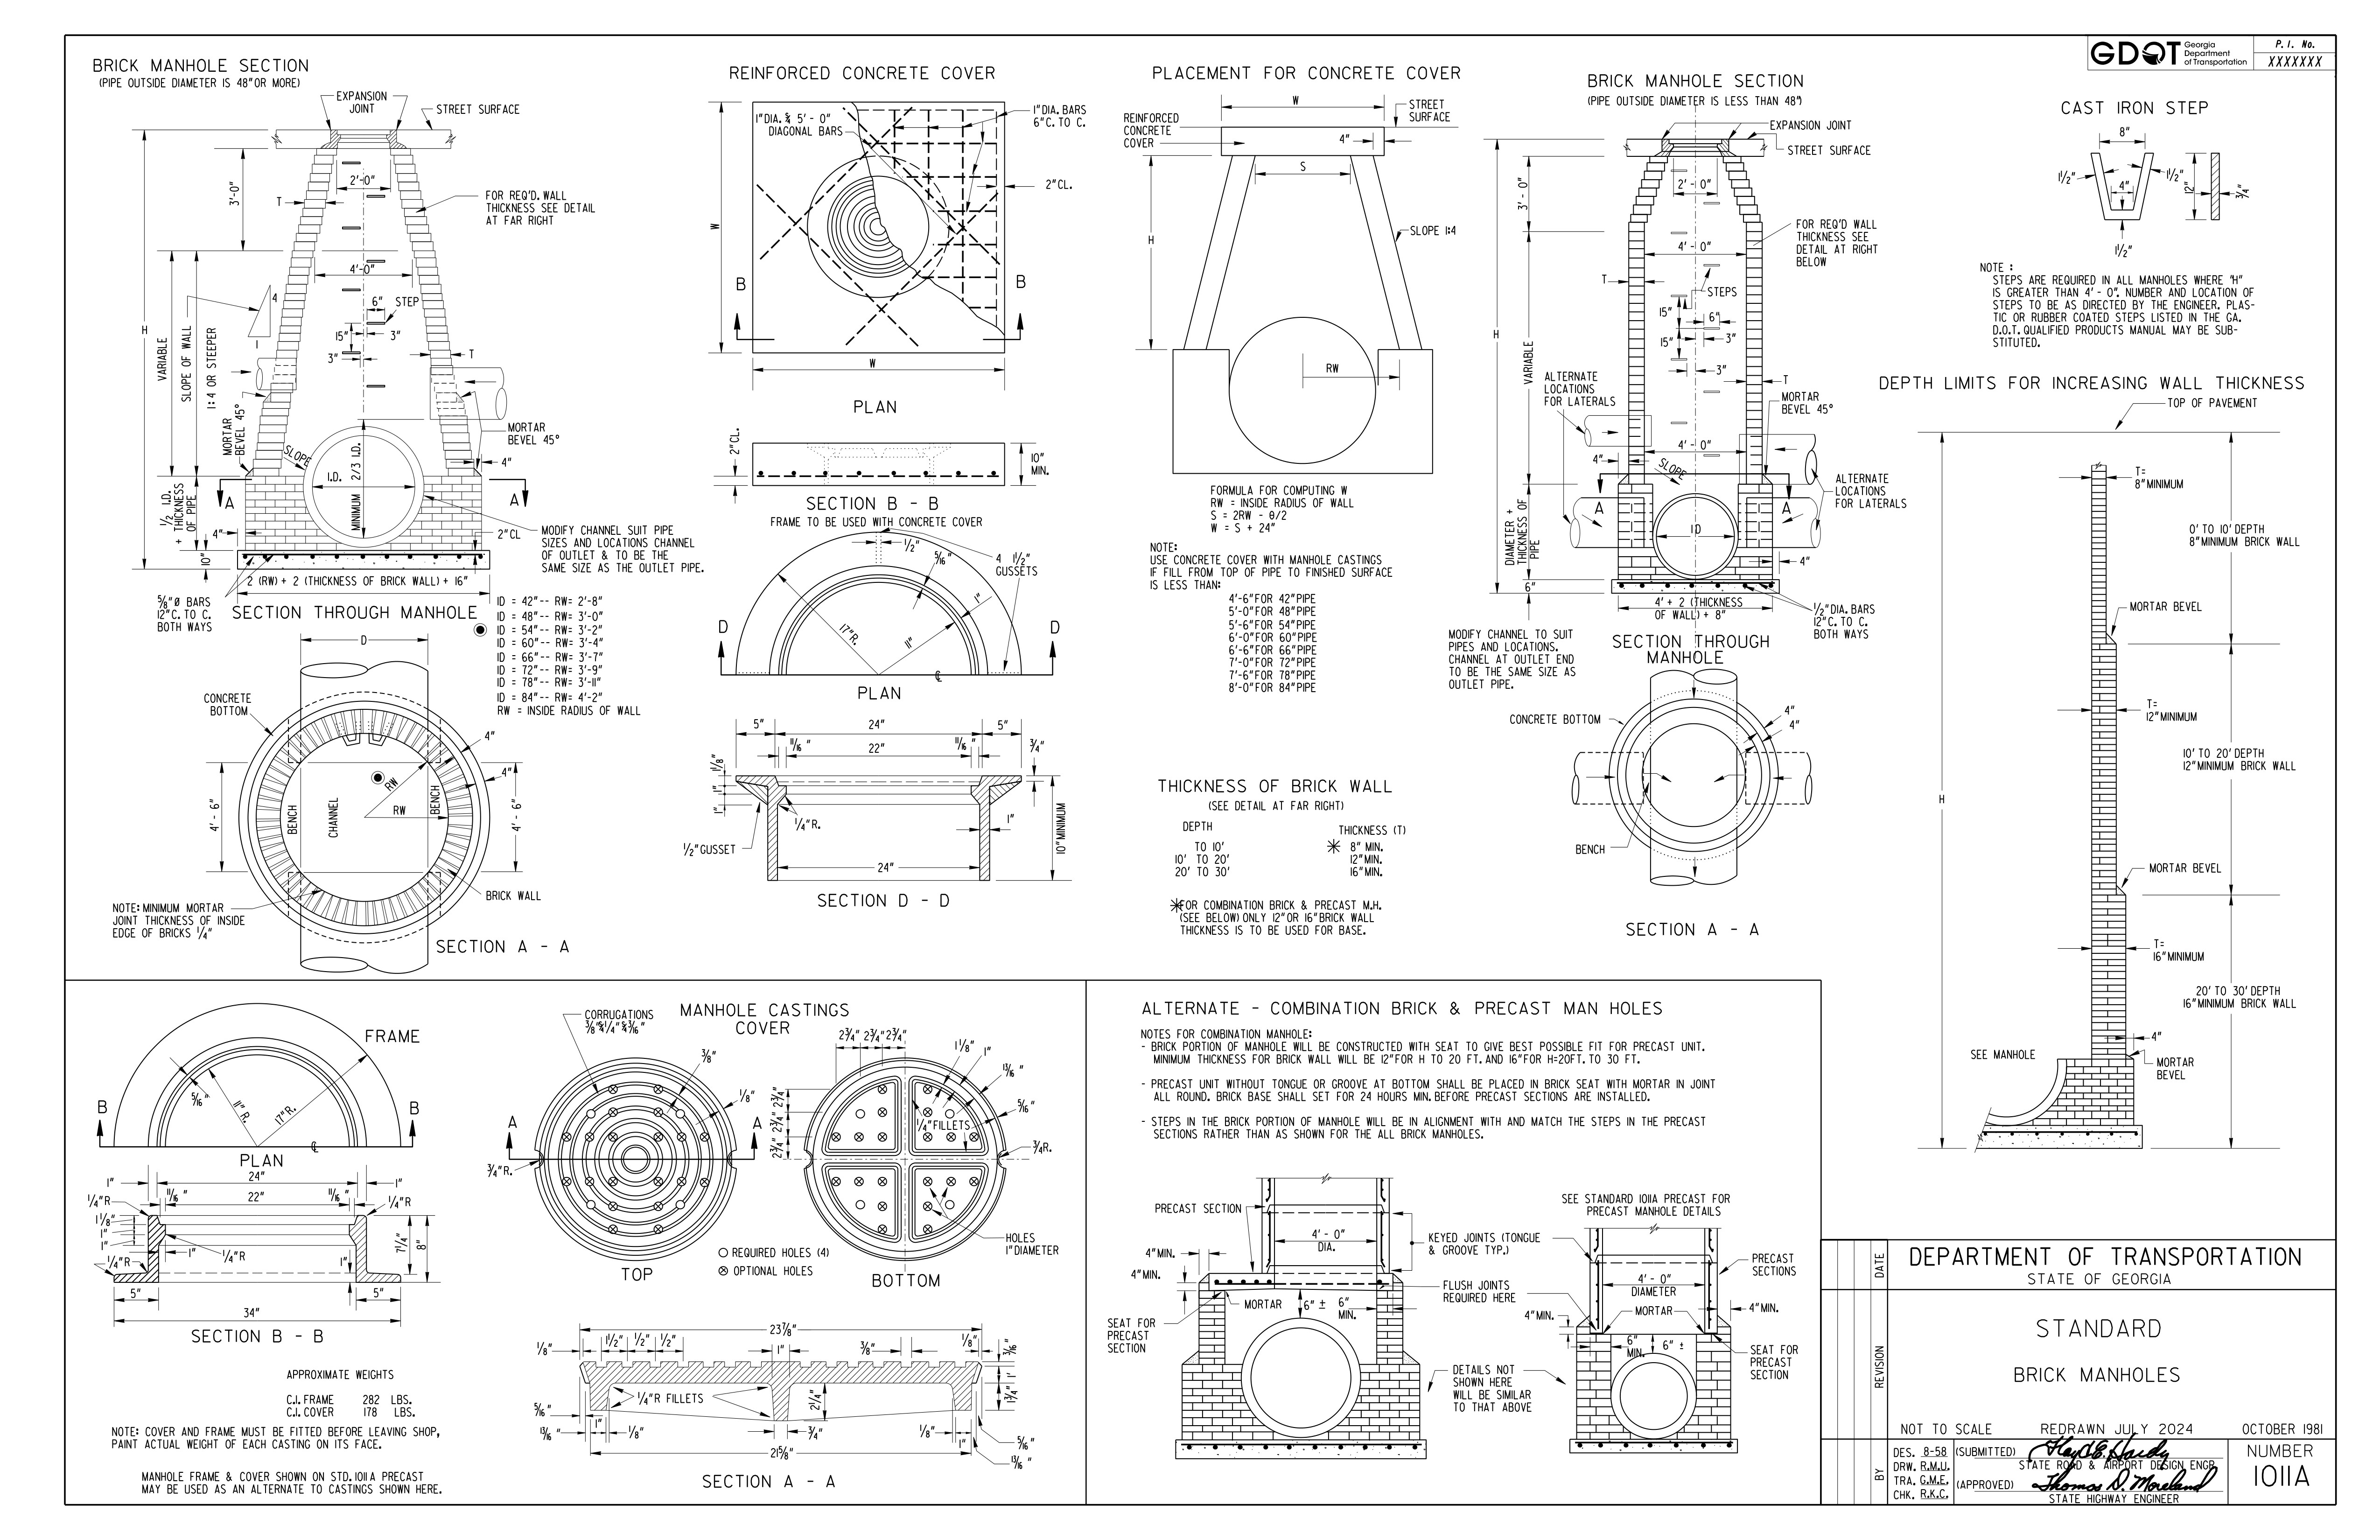 GDOT
Georgia
Department
of Transportation
P. I. No.
XXXXXXX
BRICK MANHOLE SECTION
(PIPE OUTSIDE DIAMETER IS 48" OR MORE)
EXPANSION
JOINT
STREET SURFACE
3'-0"
2'-0"
T
FOR REQ'D. WALL
THICKNESS SEE DETAIL
AT FAR RIGHT
H
4'-0"
4
1
6"
STEP
15"
3"
3"
T
VARIABLE
SLOPE OF WALL
1:4 OR STEEPER
MORTAR
BEVEL 45°
SLOPE
MORTAR
BEVEL 45°
4"
I.D.
MINIMUM 2/3 I.D.
A
A
1/2 I.D.
+ THICKNESS
OF PIPE
4"
2" CL
10"
MODIFY CHANNEL SUIT PIPE
SIZES AND LOCATIONS CHANNEL
OF OUTLET & TO BE THE
SAME SIZE AS THE OUTLET PIPE.
2 (RW) + 2 (THICKNESS OF BRICK WALL) + 16"
5/8" Ø BARS
12" C. TO C.
BOTH WAYS
SECTION THROUGH MANHOLE
ID = 42" -- RW= 2'-8"
ID = 48" -- RW= 3'-0"
ID = 54" -- RW= 3'-2"
ID = 60" -- RW= 3'-4"
ID = 66" -- RW= 3'-7"
ID = 72" -- RW= 3'-9"
ID = 78" -- RW= 3'-11"
ID = 84" -- RW= 4'-2"
RW = INSIDE RADIUS OF WALL
D
CONCRETE
BOTTOM
4"
4"
RW
RW
4' - 6"
BENCH
CHANNEL
BENCH
4' - 6"
BRICK WALL
NOTE: MINIMUM MORTAR
JOINT THICKNESS OF INSIDE
EDGE OF BRICKS 1/4"
SECTION A - A
REINFORCED CONCRETE COVER
1" DIA. & 5' - 0"
DIAGONAL BARS
1" DIA. BARS
6" C. TO C.
2" CL.
W
B
B
W
PLAN
2" CL.
10"
MIN.
SECTION B - B
FRAME TO BE USED WITH CONCRETE COVER
1/2"
5/16"
4 1 1/2"
GUSSETS
1"
17" R.
11"
D
D
PLAN
5"
24"
5"
11/16"
22"
11/16"
3/4"
1 1/8"
1"
1"
1/4" R.
1"
10" MINIMUM
1/2" GUSSET
24"
SECTION D - D
PLACEMENT FOR CONCRETE COVER
W
STREET
SURFACE
REINFORCED
CONCRETE
COVER
4"
S
H
SLOPE 1:4
RW
FORMULA FOR COMPUTING W
RW = INSIDE RADIUS OF WALL
S = 2RW - θ/2
W = S + 24"
NOTE:
USE CONCRETE COVER WITH MANHOLE CASTINGS
IF FILL FROM TOP OF PIPE TO FINISHED SURFACE
IS LESS THAN:
4'-6" FOR 42" PIPE
5'-0" FOR 48" PIPE
5'-6" FOR 54" PIPE
6'-0" FOR 60" PIPE
6'-6" FOR 66" PIPE
7'-0" FOR 72" PIPE
7'-6" FOR 78" PIPE
8'-0" FOR 84" PIPE
THICKNESS OF BRICK WALL
(SEE DETAIL AT FAR RIGHT)
DEPTH THICKNESS (T)
TO 10' * 8" MIN.
10' TO 20' 12" MIN.
20' TO 30' 16" MIN.
*FOR COMBINATION BRICK & PRECAST M.H.
(SEE BELOW) ONLY 12" OR 16" BRICK WALL
THICKNESS IS TO BE USED FOR BASE.
BRICK MANHOLE SECTION
(PIPE OUTSIDE DIAMETER IS LESS THAN 48")
EXPANSION JOINT
STREET SURFACE
3' - 0"
2' - 0"
FOR REQ'D WALL
THICKNESS SEE
DETAIL AT RIGHT
BELOW
4' - 0"
T
STEPS
15"
6"
15"
3"
3"
H
VARIABLE
T
ALTERNATE
LOCATIONS
FOR LATERALS
MORTAR
BEVEL 45°
4' - 0"
4"
SLOPE
A
A
ALTERNATE
LOCATIONS
FOR LATERALS
DIAMETER +
THICKNESS OF
PIPE
ID
4"
6"
4' + 2 (THICKNESS
OF WALL) + 8"
1/2" DIA. BARS
12" C. TO C.
BOTH WAYS
MODIFY CHANNEL TO SUIT
PIPES AND LOCATIONS.
CHANNEL AT OUTLET END
TO BE THE SAME SIZE AS
OUTLET PIPE.
SECTION THROUGH
MANHOLE
CONCRETE BOTTOM
4"
4"
BENCH
SECTION A - A
CAST IRON STEP
8"
1 1/2"
1 1/2"
4"
12"
3/4"
1 1/2"
NOTE :
STEPS ARE REQUIRED IN ALL MANHOLES WHERE "H"
IS GREATER THAN 4' - 0". NUMBER AND LOCATION OF
STEPS TO BE AS DIRECTED BY THE ENGINEER. PLAS-
TIC OR RUBBER COATED STEPS LISTED IN THE GA.
D.O.T. QUALIFIED PRODUCTS MANUAL MAY BE SUB-
STITUTED.
DEPTH LIMITS FOR INCREASING WALL THICKNESS
TOP OF PAVEMENT
T=
8" MINIMUM
0' TO 10' DEPTH
8" MINIMUM BRICK WALL
MORTAR BEVEL
T=
12" MINIMUM
10' TO 20' DEPTH
12" MINIMUM BRICK WALL
H
MORTAR BEVEL
T=
16" MINIMUM
20' TO 30' DEPTH
16" MINIMUM BRICK WALL
4"
SEE MANHOLE
MORTAR
BEVEL
FRAME
5/16"
11" R.
17" R.
B
B
PLAN
24"
1"
1"
1/4" R
11/16"
22"
11/16"
1/4" R
1 1/8"
1"
1"
1/4" R
1"
1/4" R
1"
7 1/4"
8"
5"
5"
34"
SECTION B - B
APPROXIMATE WEIGHTS
C.I. FRAME 282 LBS.
C.I. COVER 178 LBS.
NOTE: COVER AND FRAME MUST BE FITTED BEFORE LEAVING SHOP,
PAINT ACTUAL WEIGHT OF EACH CASTING ON ITS FACE.
MANHOLE FRAME & COVER SHOWN ON STD. 1011A PRECAST
MAY BE USED AS AN ALTERNATE TO CASTINGS SHOWN HERE.
MANHOLE CASTINGS
COVER
CORRUGATIONS
3/8" & 1/4" & 3/16"
3/8"
1/8"
A
A
3/4" R.
TOP
2 3/4" 2 3/4" 2 3/4"
1 1/8"
1"
13/16"
5/16"
2 3/4"
2 3/4"
2 3/4"
1/4" FILLETS
3/4 R.
HOLES
1" DIAMETER
BOTTOM
REQUIRED HOLES (4)
OPTIONAL HOLES
23 7/8"
1/8"
1 1/2"
1/2"
1/2"
1"
3/8"
1/8"
3/16"
1"
1 3/4"
1/4" R FILLETS
2 1/4"
5/16"
13/16"
1"
1/8"
3/4"
1/8"
1"
5/16"
13/16"
21 5/8"
SECTION A - A
ALTERNATE - COMBINATION BRICK & PRECAST MAN HOLES
NOTES FOR COMBINATION MANHOLE:
- BRICK PORTION OF MANHOLE WILL BE CONSTRUCTED WITH SEAT TO GIVE BEST POSSIBLE FIT FOR PRECAST UNIT.
MINIMUM THICKNESS FOR BRICK WALL WILL BE 12" FOR H TO 20 FT. AND 16" FOR H=20FT. TO 30 FT.
- PRECAST UNIT WITHOUT TONGUE OR GROOVE AT BOTTOM SHALL BE PLACED IN BRICK SEAT WITH MORTAR IN JOINT
ALL ROUND. BRICK BASE SHALL SET FOR 24 HOURS MIN. BEFORE PRECAST SECTIONS ARE INSTALLED.
- STEPS IN THE BRICK PORTION OF MANHOLE WILL BE IN ALIGNMENT WITH AND MATCH THE STEPS IN THE PRECAST
SECTIONS RATHER THAN AS SHOWN FOR THE ALL BRICK MANHOLES.
PRECAST SECTION
4' - 0"
DIA.
KEYED JOINTS (TONGUE
& GROOVE TYP.)
4" MIN.
4" MIN.
FLUSH JOINTS
REQUIRED HERE
MORTAR
6" ±
6"
MIN.
SEAT FOR
PRECAST
SECTION
DETAILS NOT
SHOWN HERE
WILL BE SIMILAR
TO THAT ABOVE
SEE STANDARD 1011A PRECAST FOR
PRECAST MANHOLE DETAILS
PRECAST
SECTIONS
4' - 0"
DIAMETER
4" MIN.
MORTAR
4" MIN.
6"
MIN.
6" ±
SEAT FOR
PRECAST
SECTION
DATE
REVISION
BY
DEPARTMENT OF TRANSPORTATION
STATE OF GEORGIA
STANDARD
BRICK MANHOLES
NOT TO SCALE REDRAWN JULY 2024 OCTOBER 1981
DES. 8-58
DRW. R.M.U.
TRA. G.M.E.
CHK. R.K.C.
(SUBMITTED) Floyd E. Hardy
STATE ROAD & AIRPORT DESIGN ENGR.
(APPROVED) Thomas D. Moreland
STATE HIGHWAY ENGINEER
NUMBER
1011A